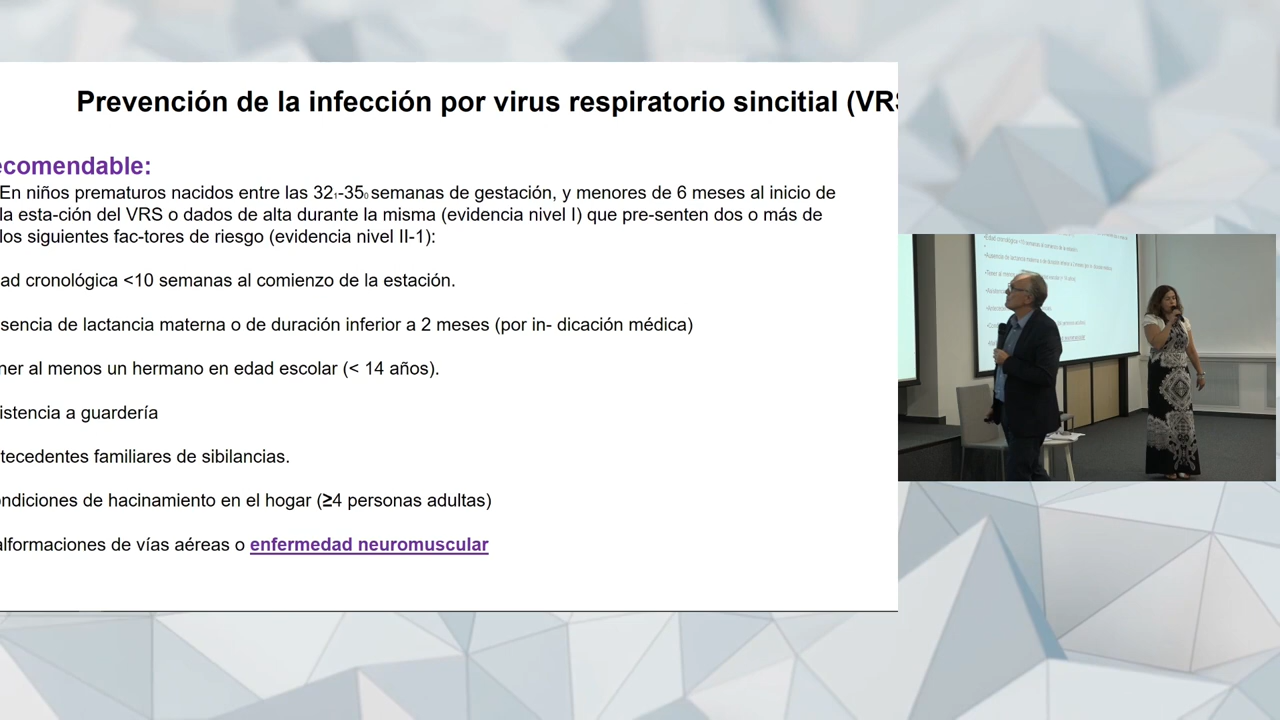 Prevención de la infección por virus respiratorio sincitial (VRS
ecomendable:
En niños prematuros nacidos entre las 32₁-35₀ semanas de gestación, y menores de 6 meses al inicio de
la esta-ción del VRS o dados de alta durante la misma (evidencia nivel I) que pre-senten dos o más de
los siguientes fac-tores de riesgo (evidencia nivel II-1):
ad cronológica <10 semanas al comienzo de la estación.
sencia de lactancia materna o de duración inferior a 2 meses (por in- dicación médica)
ner al menos un hermano en edad escolar (< 14 años).
istencia a guardería
tecedentes familiares de sibilancias.
ondiciones de hacinamiento en el hogar (≥4 personas adultas)
alformaciones de vías aéreas o enfermedad neuromuscular